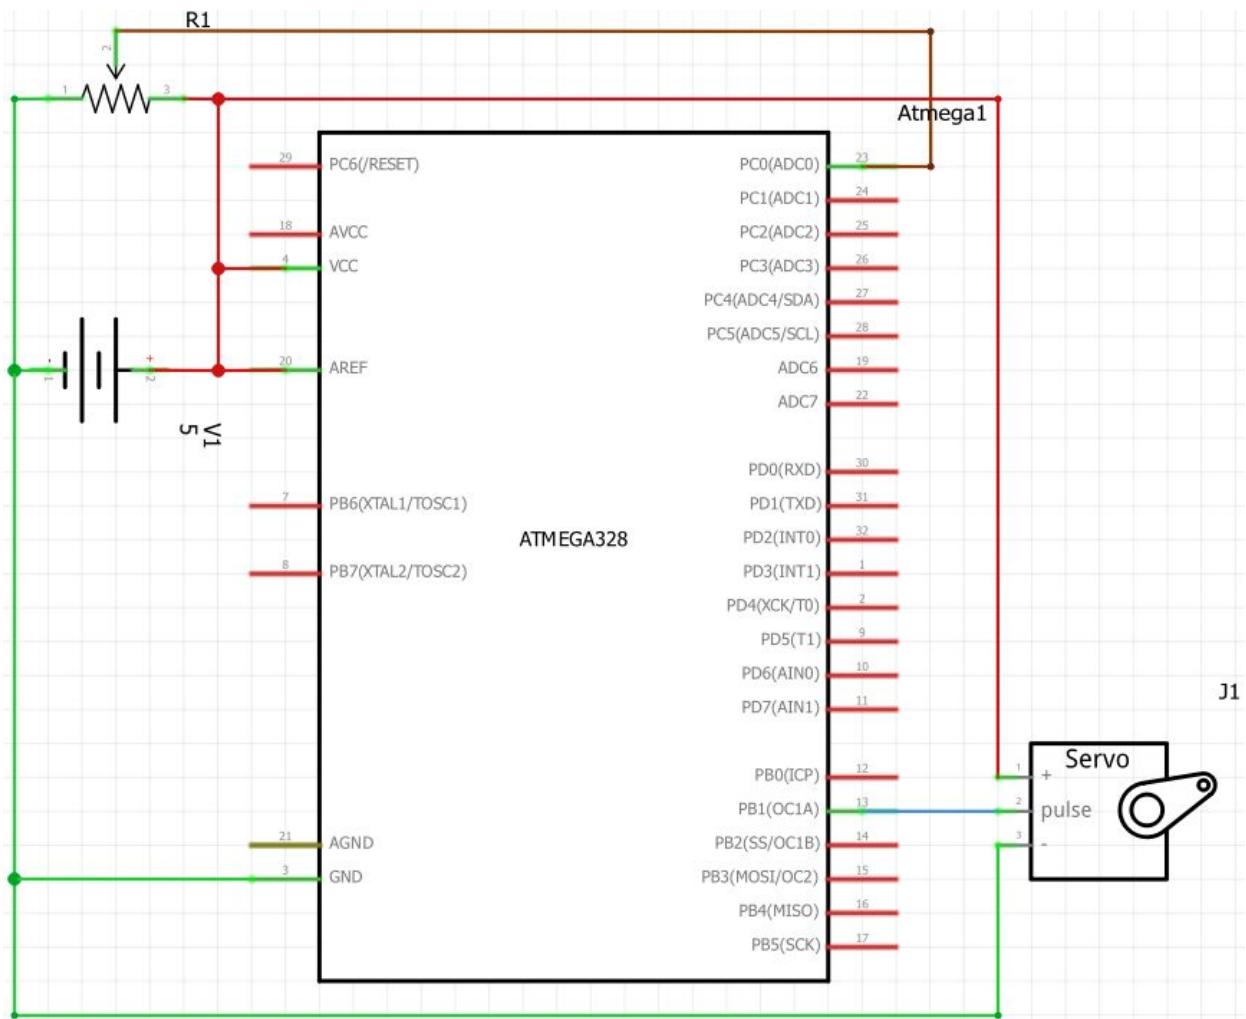 R1
2
1
3
Atmega1
29
PC6(/RESET)
18
AVCC
4
VCC
20
AREF
-
1
+
2
V1
5
7
PB6(XTAL1/TOSC1)
8
PB7(XTAL2/TOSC2)
ATMEGA328
21
AGND
3
GND
PC0(ADC0)
23
PC1(ADC1)
24
PC2(ADC2)
25
PC3(ADC3)
26
PC4(ADC4/SDA)
27
PC5(ADC5/SCL)
28
ADC6
19
ADC7
22
PD0(RXD)
30
PD1(TXD)
31
PD2(INT0)
32
PD3(INT1)
1
PD4(XCK/T0)
2
PD5(T1)
9
PD6(AIN0)
10
PD7(AIN1)
11
PB0(ICP)
12
PB1(OC1A)
13
PB2(SS/OC1B)
14
PB3(MOSI/OC2)
15
PB4(MISO)
16
PB5(SCK)
17
J1
Servo
1
+
2
pulse
3
-